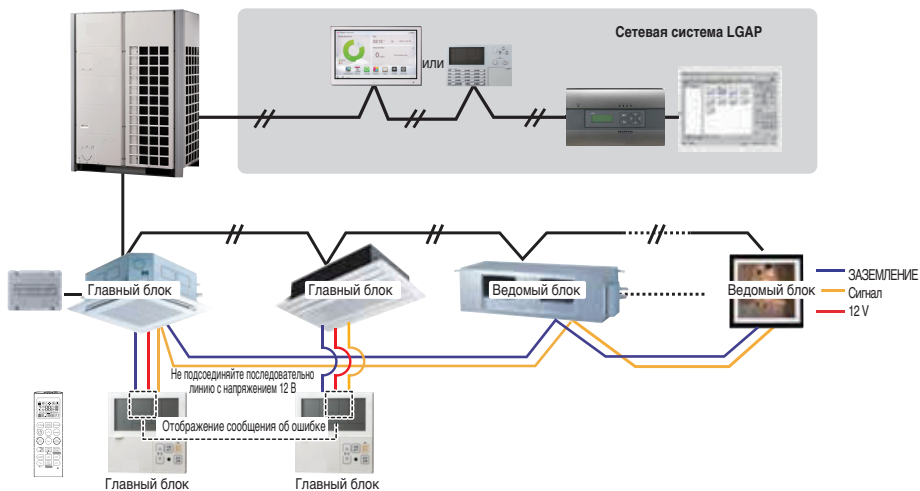 Сетевая система LGAP
или
Главный блок
Главный блок
Ведомый блок
Ведомый блок
ЗАЗЕМЛЕНИЕ
Сигнал
12 V
Не подсоединяйте последовательно
линию с напряжением 12 В
Отображение сообщения об ошибке
Главный блок
Главный блок